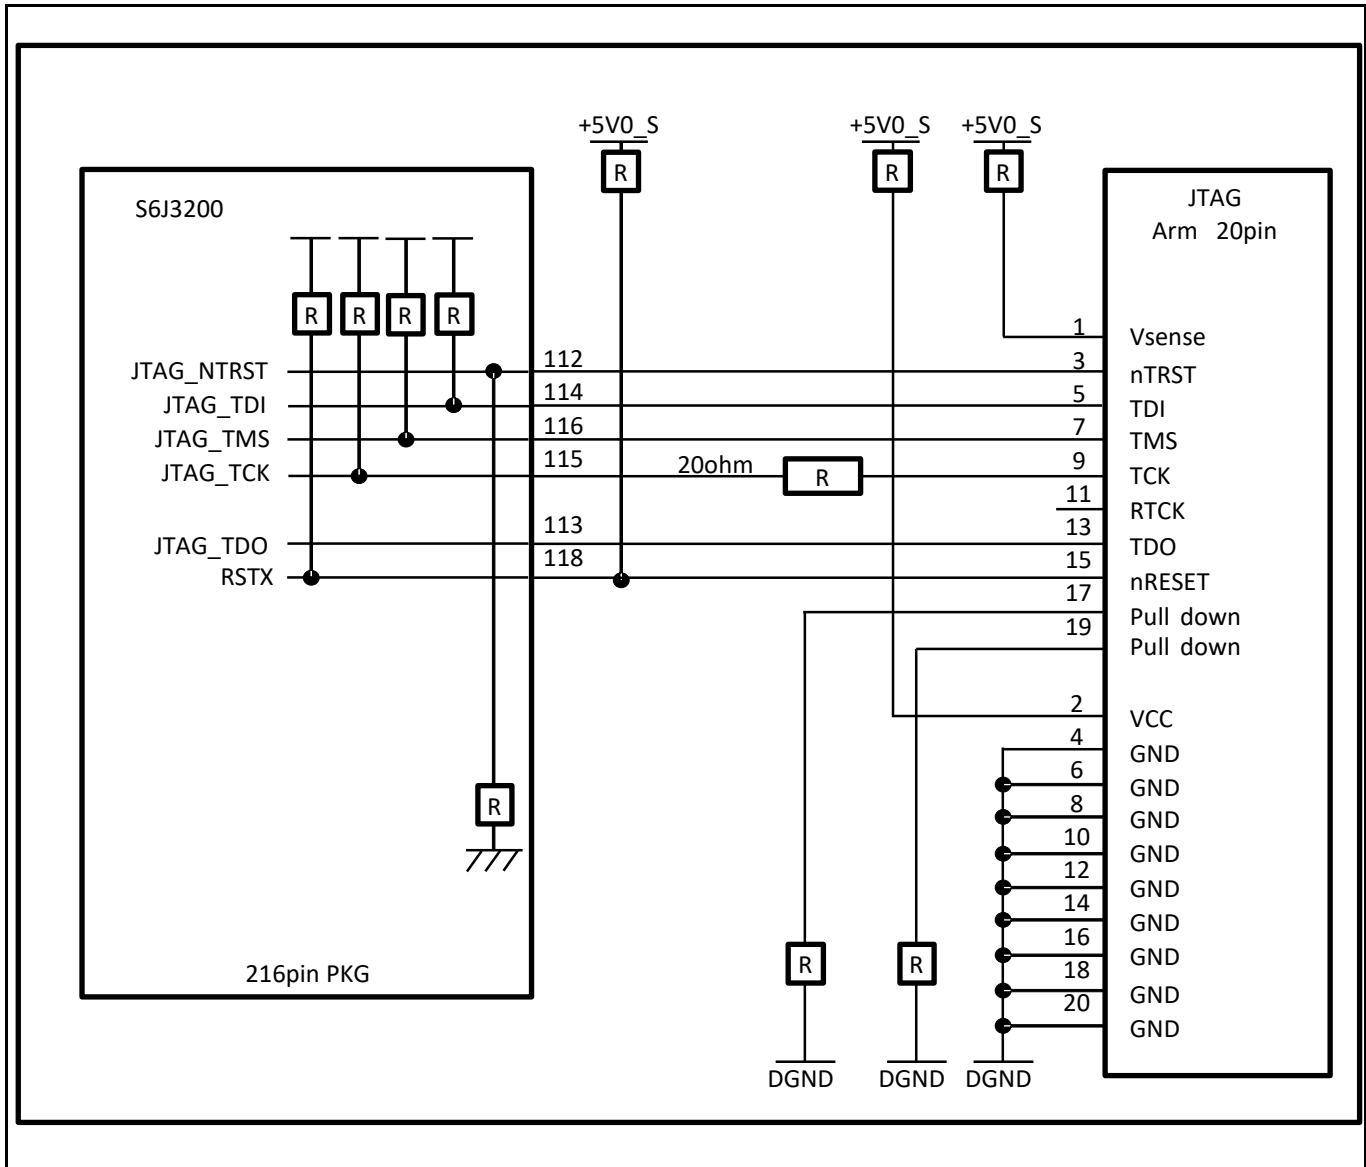 +5V0_S +5V0_S +5V0_S
R R R
S6J3200
JTAG
Arm 20pin
R R R R
1 Vsense
JTAG_NTRST 112 3 nTRST
JTAG_TDI 114 5 TDI
JTAG_TMS 116 7 TMS
JTAG_TCK 115 20ohm R 9 TCK
11 RTCK
JTAG_TDO 113 13 TDO
RSTX 118 15 nRESET
17 Pull down
19 Pull down
2 VCC
4 GND
6 GND
R
8 GND
10 GND
12 GND
14 GND
16 GND
R R
18 GND
20 GND
216pin PKG
DGND DGND DGND